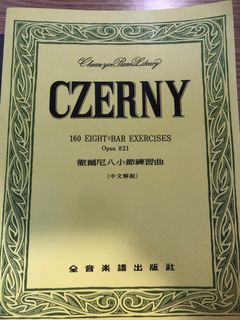 Chuan-yin Piano Library
CZERNY
160 EIGHT=BAR EXERCISES
Opus 821
徹爾尼八小節練習曲
(中文解說)
全音樂譜出版社